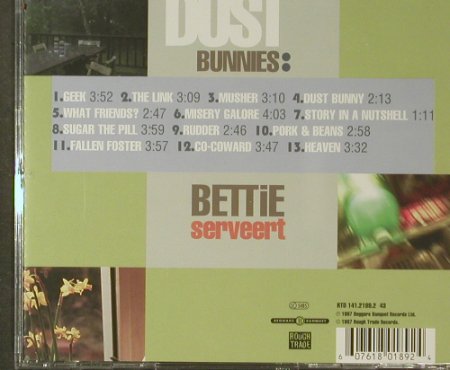 DUST
BUNNIES:
1.GEEK 3:52 2.THE LINK 3:09 3.MUSHER 3:10 4.DUST BUNNY 2:13
5.WHAT FRIENDS? 2:47 6.MISERY GALORE 4:03 7.STORY IN A NUTSHELL 1:11
8.SUGAR THE PILL 3:59 9.RUDDER 2:46 10.PORK & BEANS 2:58
11.FALLEN FOSTER 3:57 12.CO-COWARD 3:47 13.HEAVEN 3:32
BETTiE
serveert
RTD 141.2190.2 43
℗ 1997 Beggars Banquet Records Ltd.
© 1997 Rough Trade Records.
BEGGARS BANQUET
ROUGH
TRADE
6 07618 01892 4